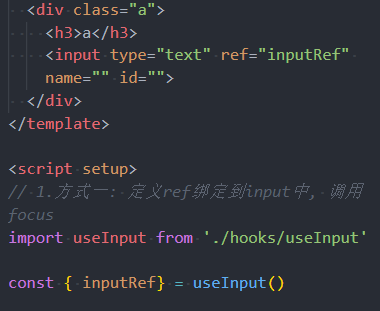 <div class="a">
<h3>a</h3>
<input type="text" ref="inputRef"
name="" id="">
</div>
</template>
<script setup>
// 1.方式一: 定义ref绑定到input中, 调用
focus
import useInput from './hooks/useInput'
const { inputRef} = useInput()